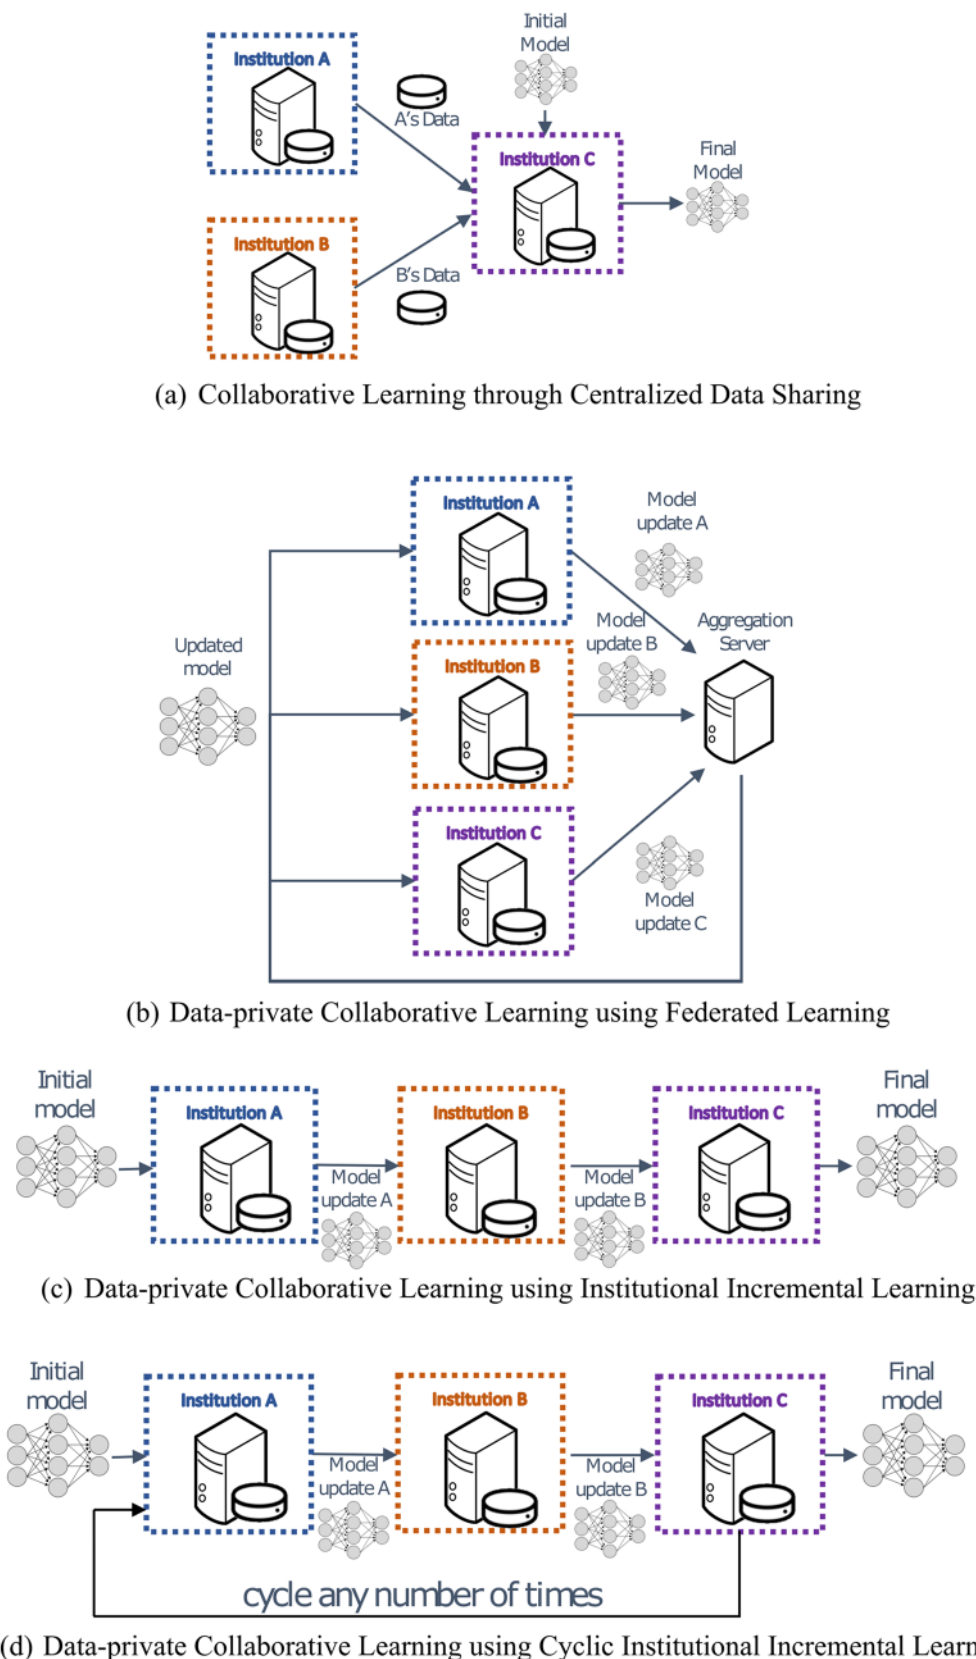 Initial
Model
Institution A
A's Data
Institution C
Final
Model
Institution B
B's Data
(a) Collaborative Learning through Centralized Data Sharing
Institution A
Model
update A
Model
update B
Aggregation
Server
Updated
model
Institution B
Institution C
Model
update C
(b) Data-private Collaborative Learning using Federated Learning
Initial
model
Institution A
Institution B
Institution C
Final
model
Model
update A
Model
update B
(c) Data-private Collaborative Learning using Institutional Incremental Learning
Initial
model
Institution A
Institution B
Institution C
Final
model
Model
update A
Model
update B
cycle any number of times
(d) Data-private Collaborative Learning using Cyclic Institutional Incremental Learn